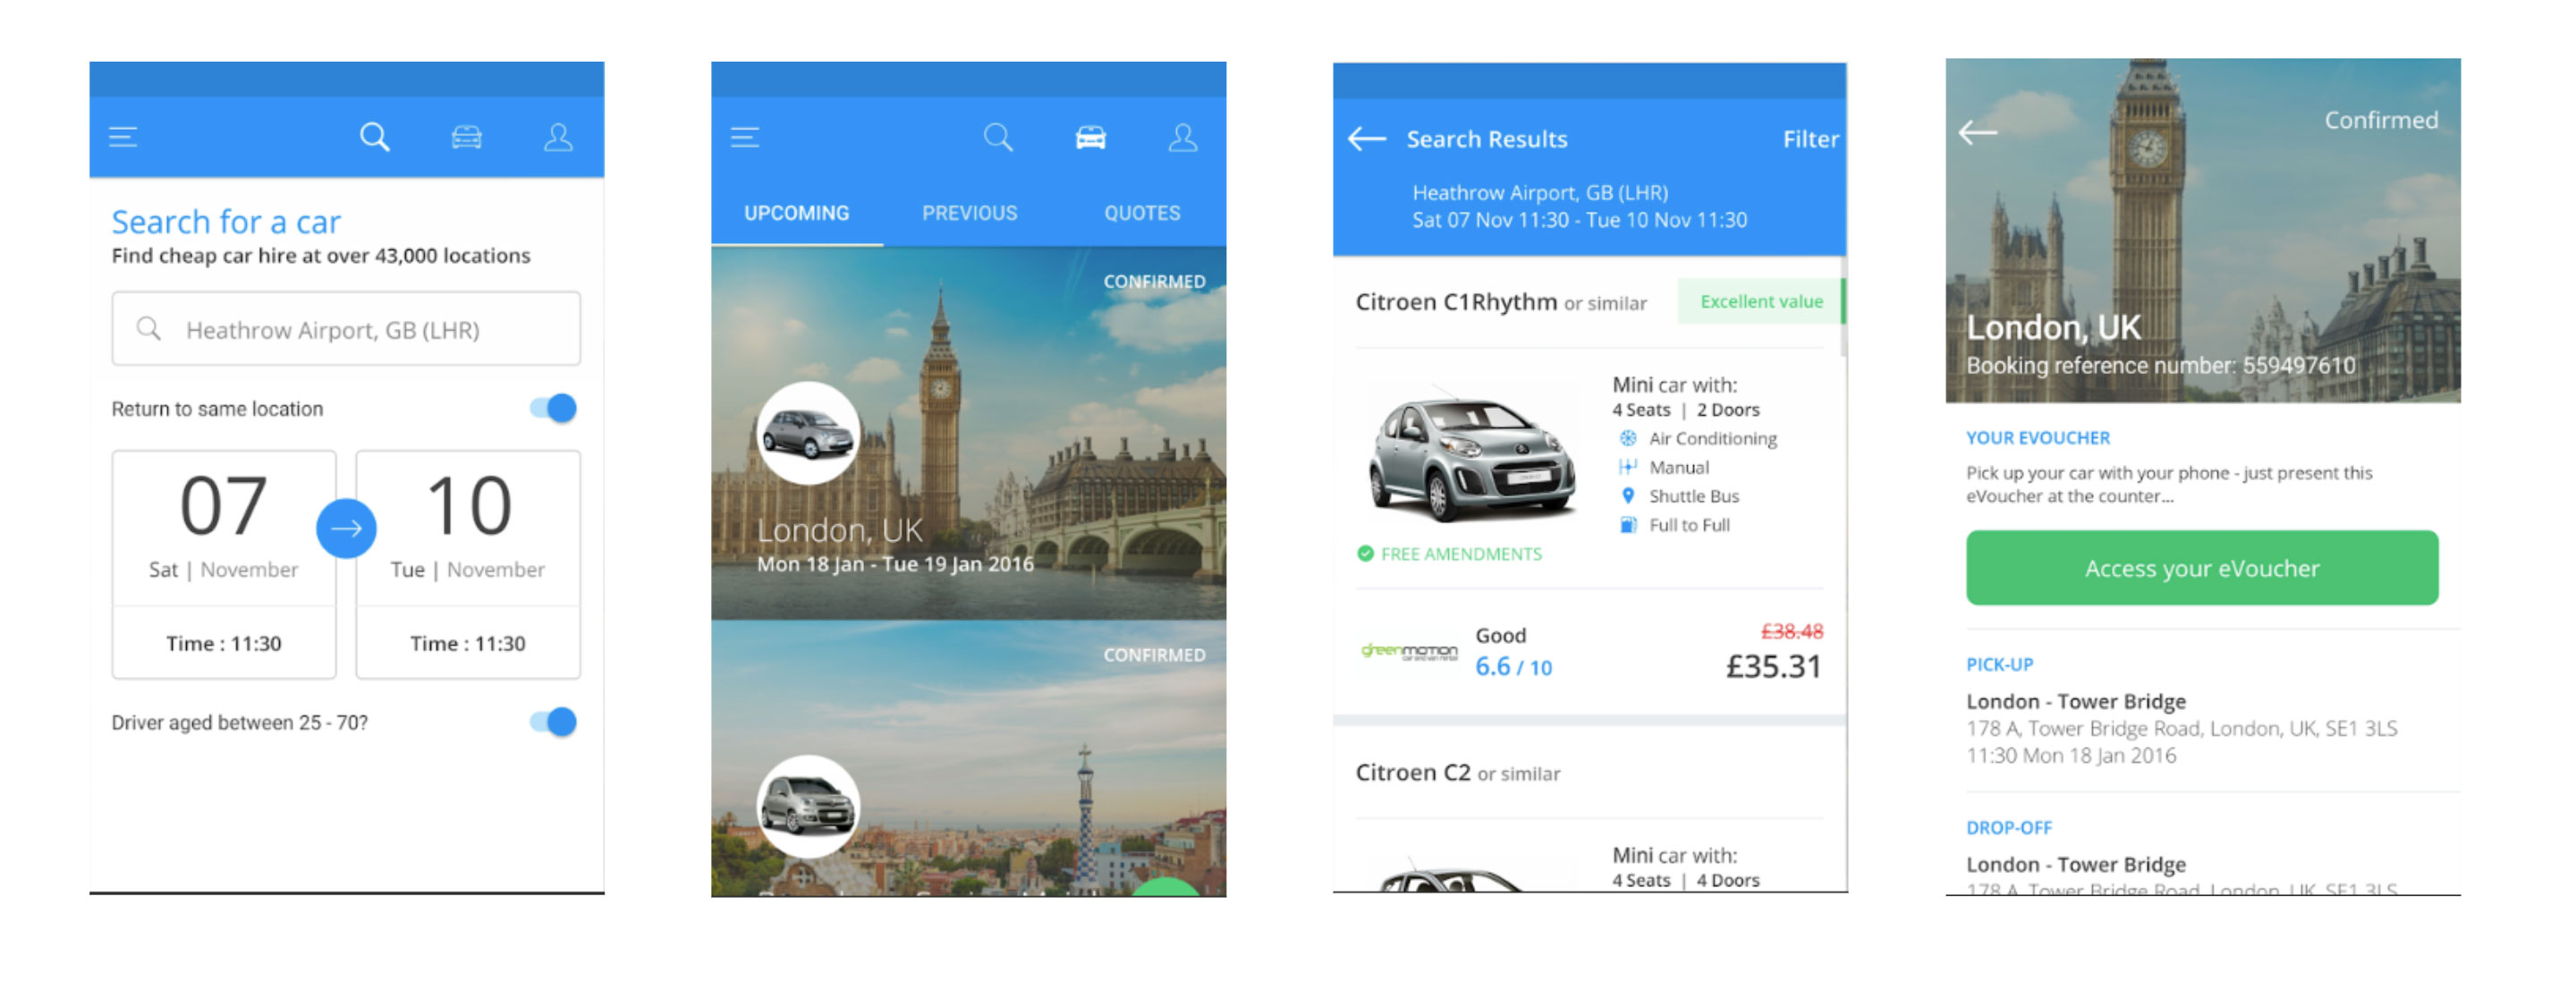 Search for a car
Find cheap car hire at over 43,000 locations
Heathrow Airport, GB (LHR)
Return to same location
07
Sat | November
Time : 11:30
10
Tue | November
Time : 11:30
Driver aged between 25 - 70?
UPCOMING
PREVIOUS
QUOTES
CONFIRMED
London, UK
Mon 18 Jan - Tue 19 Jan 2016
CONFIRMED
Search Results
Filter
Heathrow Airport, GB (LHR)
Sat 07 Nov 11:30 - Tue 10 Nov 11:30
Citroen C1Rhythm or similar
Excellent value
Mini car with:
4 Seats | 2 Doors
Air Conditioning
Manual
Shuttle Bus
Full to Full
FREE AMENDMENTS
greenmotion
Good
6.6 / 10
£38.48
£35.31
Citroen C2 or similar
Mini car with:
4 Seats | 4 Doors
Confirmed
London, UK
Booking reference number: 559497610
YOUR EVOUCHER
Pick up your car with your phone - just present this
eVoucher at the counter...
Access your eVoucher
PICK-UP
London - Tower Bridge
178 A, Tower Bridge Road, London, UK, SE1 3LS
11:30 Mon 18 Jan 2016
DROP-OFF
London - Tower Bridge
178 A, Tower Bridge Road, London, UK, SE1 3LS